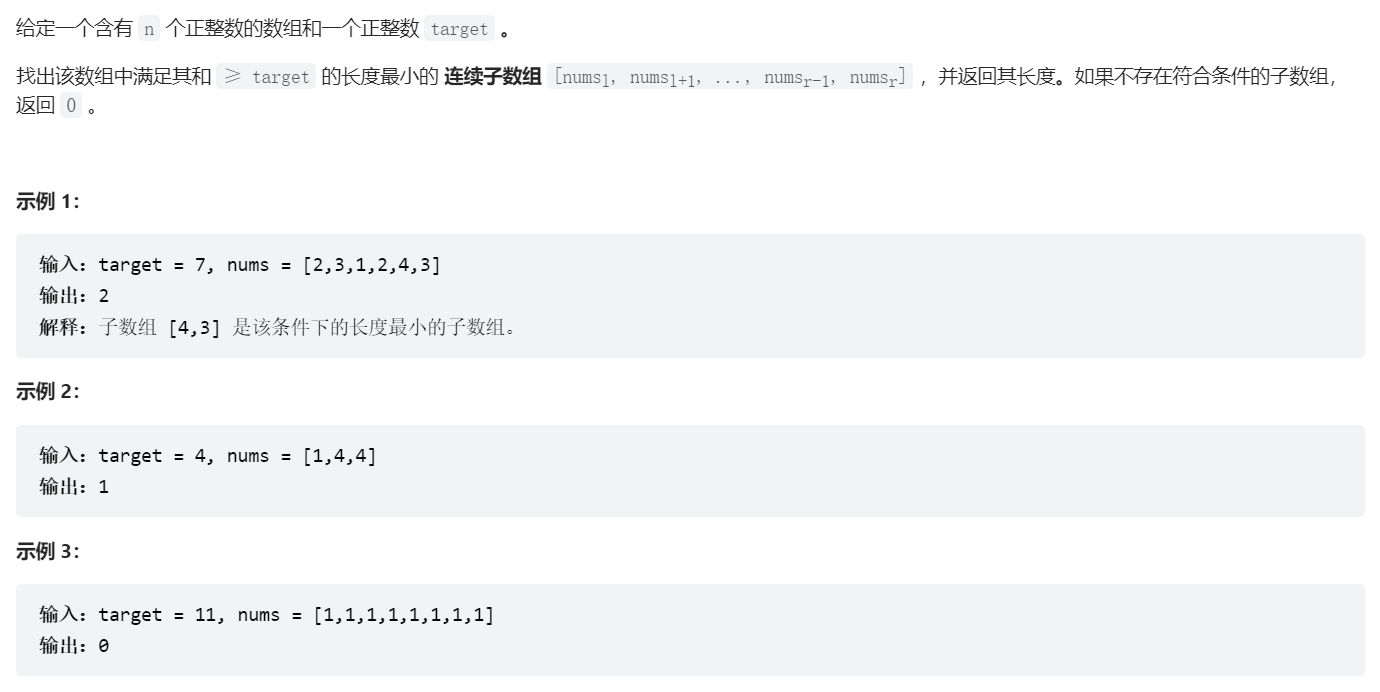 给定一个含有 n 个正整数的数组和一个正整数 target 。
找出该数组中满足其和 ≥ target 的长度最小的 连续子数组 [numsl, numsl+1, ..., numsr-1, numsr] ，并返回其长度。如果不存在符合条件的子数组，
返回 0 。
示例 1：
输入：target = 7, nums = [2,3,1,2,4,3]
输出：2
解释：子数组 [4,3] 是该条件下的长度最小的子数组。
示例 2：
输入：target = 4, nums = [1,4,4]
输出：1
示例 3：
输入：target = 11, nums = [1,1,1,1,1,1,1,1]
输出：0